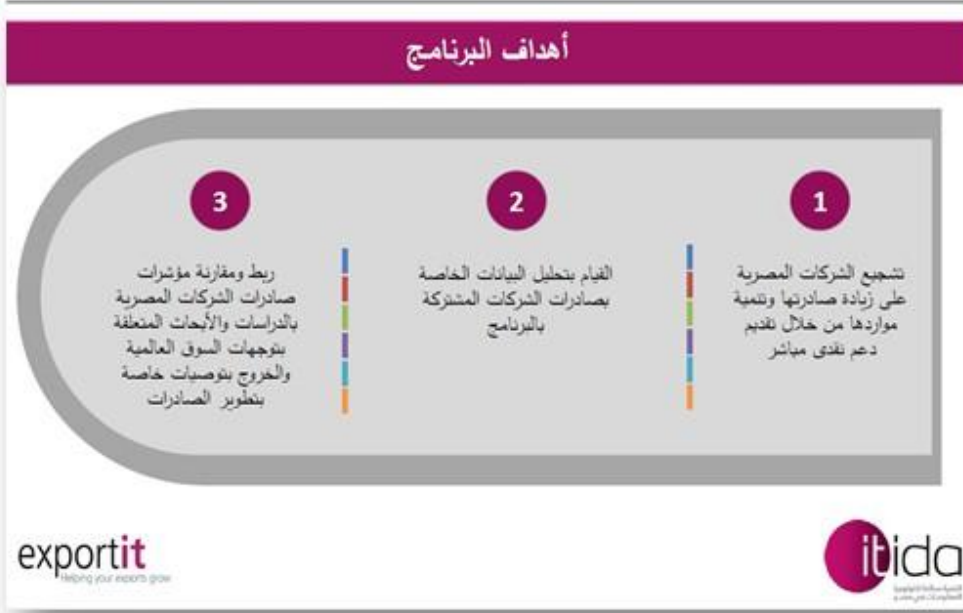 أهداف البرنامج
1
تشجيع الشركات المصرية
على زيادة صادرتها وتنمية
مواردها من خلال تقديم
دعم نقدى مباشر
2
القيام بتحليل البيانات الخاصة
بصادرات الشركات المشتركة
بالبرنامج
3
ربط ومقارنة مؤشرات
صادرات الشركات المصرية
بالدراسات والأبحاث المتعلقة
بتوجهات السوق العالمية
والخروج بتوصيات خاصة
بتطوير الصادرات
exportit
Helping your exports grow
itida